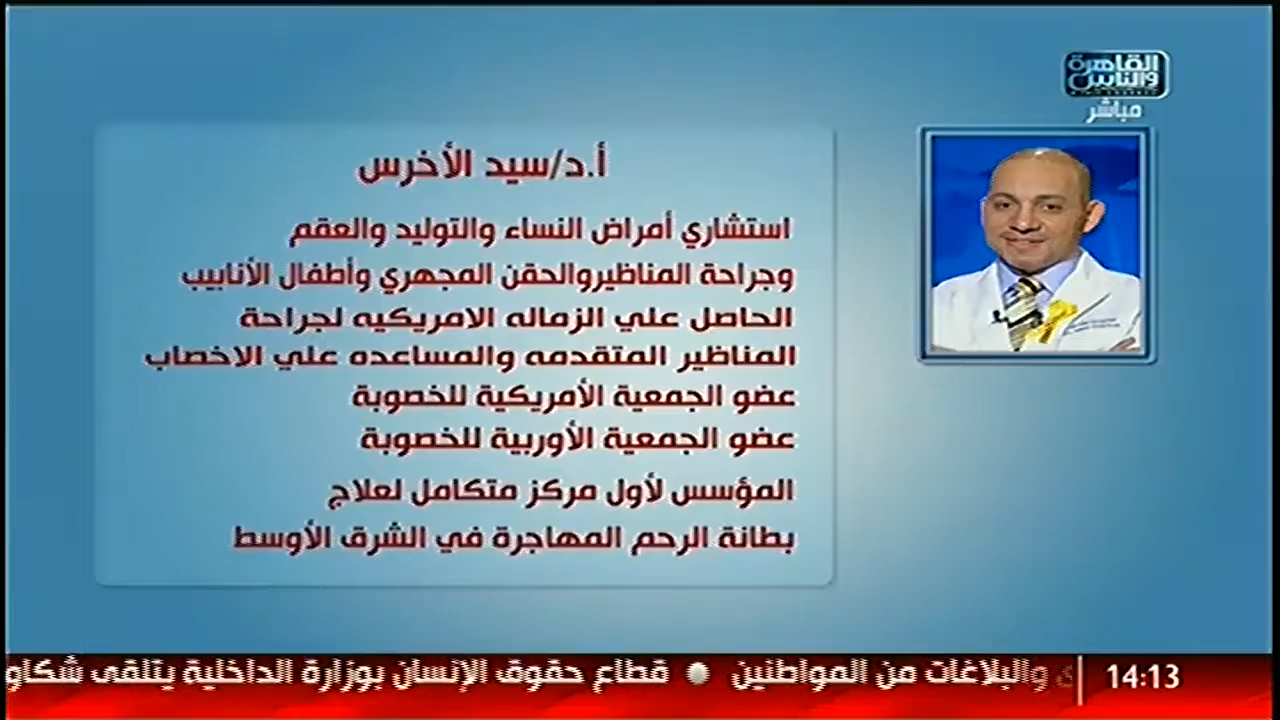 القاهرة
والناس
مباشر
أ.د/سيد الأخرس
استشاري أمراض النساء والتوليد والعقم
وجراحة المناظيروالحقن المجهري وأطفال الأنابيب
الحاصل علي الزماله الامريكيه لجراحة
المناظير المتقدمه والمساعده علي الاخصاب
عضو الجمعية الأمريكية للخصوبة
عضو الجمعية الأوربية للخصوبة
المؤسس لأول مركز متكامل لعلاج
بطانة الرحم المهاجرة في الشرق الأوسط
14:13
والبلاغات من المواطنين ● قطاع حقوق الإنسان بوزارة الداخلية يتلقى شكاو